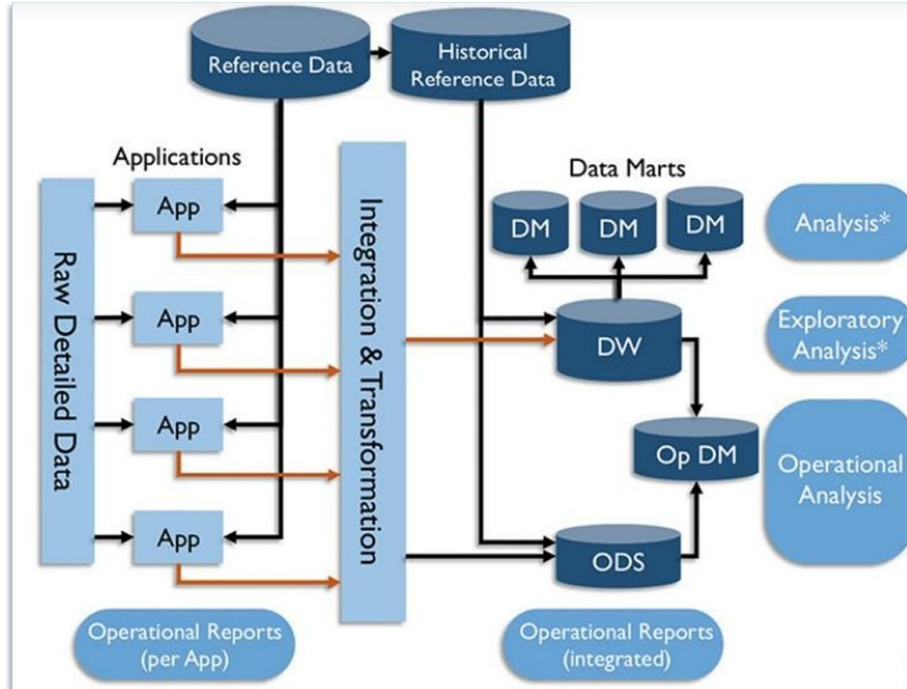 Reference Data
Historical
Reference Data
Applications
Data Marts
Raw Detailed Data
App
App
App
App
Integration & Transformation
DM
DM
DM
DW
Op DM
ODS
Analysis*
Exploratory
Analysis*
Operational
Analysis
Operational Reports
(per App)
Operational Reports
(integrated)